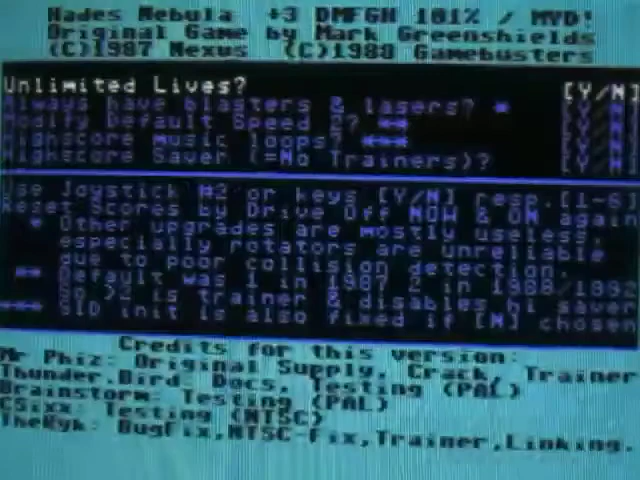 Hades Nebula +3 DMFGH 101% / MYD!
Original Game by Mark Greenshields
(C)1987 Nexus (C)1988 Gamebusters
Unlimited Lives? [Y/N]
Always have blasters & lasers? * [Y/N]
Modify Default Speed 2? ** [Y/N]
Highscore music loops? *** [Y/N]
Highscore Saver (=No Trainers)? [Y/N]
Use Joystick #2 or keys [Y/N] resp.[1-6]
Reset Scores by Drive Off NOW & ON again
* Other upgrades are mostly useless,
especially rotators are unreliable
due to poor collision detection.
** Default was 1 in 1987, 2 in 1988/1992
So, 2 is trainer & disables hi saver
*** SID init is also fixed if [N] chosen
Credits for this version:
Mr Phiz: Original Supply, Crack, Trainer
Thunder.Bird: Docs, Testing (PAL)
Brainstorm: Testing (PAL)
CSixx: Testing (NTSC)
TheRyk: BugFix,NTSC-Fix,Trainer,Linking.